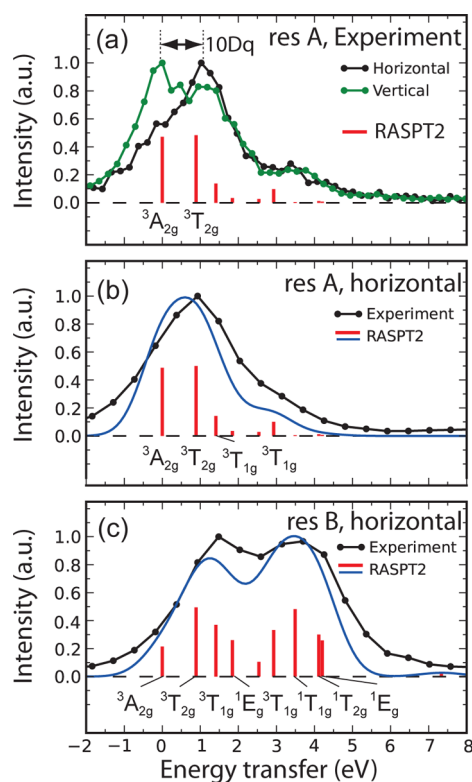 (a) res A, Experiment
10Dq
Intensity (a.u.)
1.0
0.8
0.6
0.4
0.2
0.0
Horizontal
Vertical
RASPT2
³A₂g ³T₂g
(b) res A, horizontal
Intensity (a.u.)
1.0
0.8
0.6
0.4
0.2
0.0
Experiment
RASPT2
³A₂g ³T₂g ³T₁g ³T₁g
(c) res B, horizontal
Intensity (a.u.)
1.0
0.8
0.6
0.4
0.2
0.0
Experiment
RASPT2
³A₂g ³T₂g ³T₁g ¹Eg ³T₁g ¹T₁g ¹T₂g ¹Eg
−2 −1 0 1 2 3 4 5 6 7 8
Energy transfer (eV)